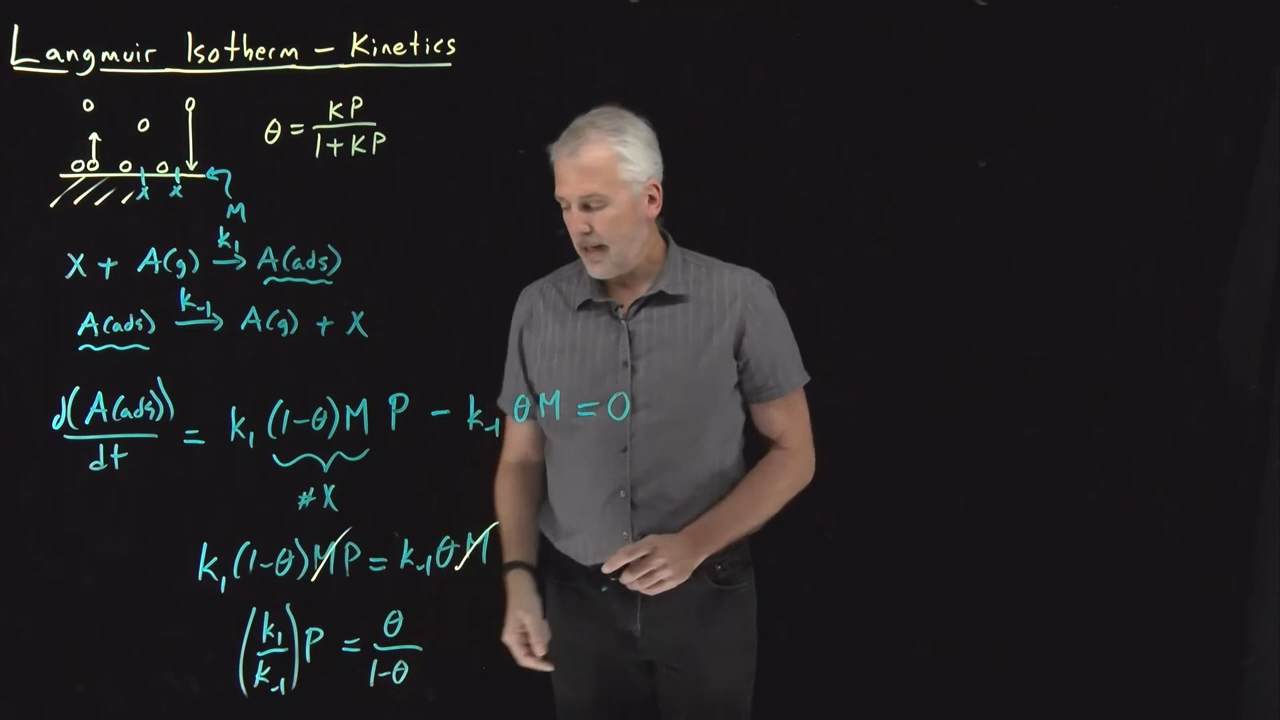 Langmuir Isotherm – Kinetics
θ = KP / 1+KP
x x
M
X + A(g) →k₁ A(ads)
A(ads) →k₋₁ A(g) + X
d(A(ads))/dt = k₁ (1-θ)M P - k₋₁ θM = 0
#X
k₁(1-θ)MP = k₋₁θM
(k₁/k₋₁)P = θ/1-θ